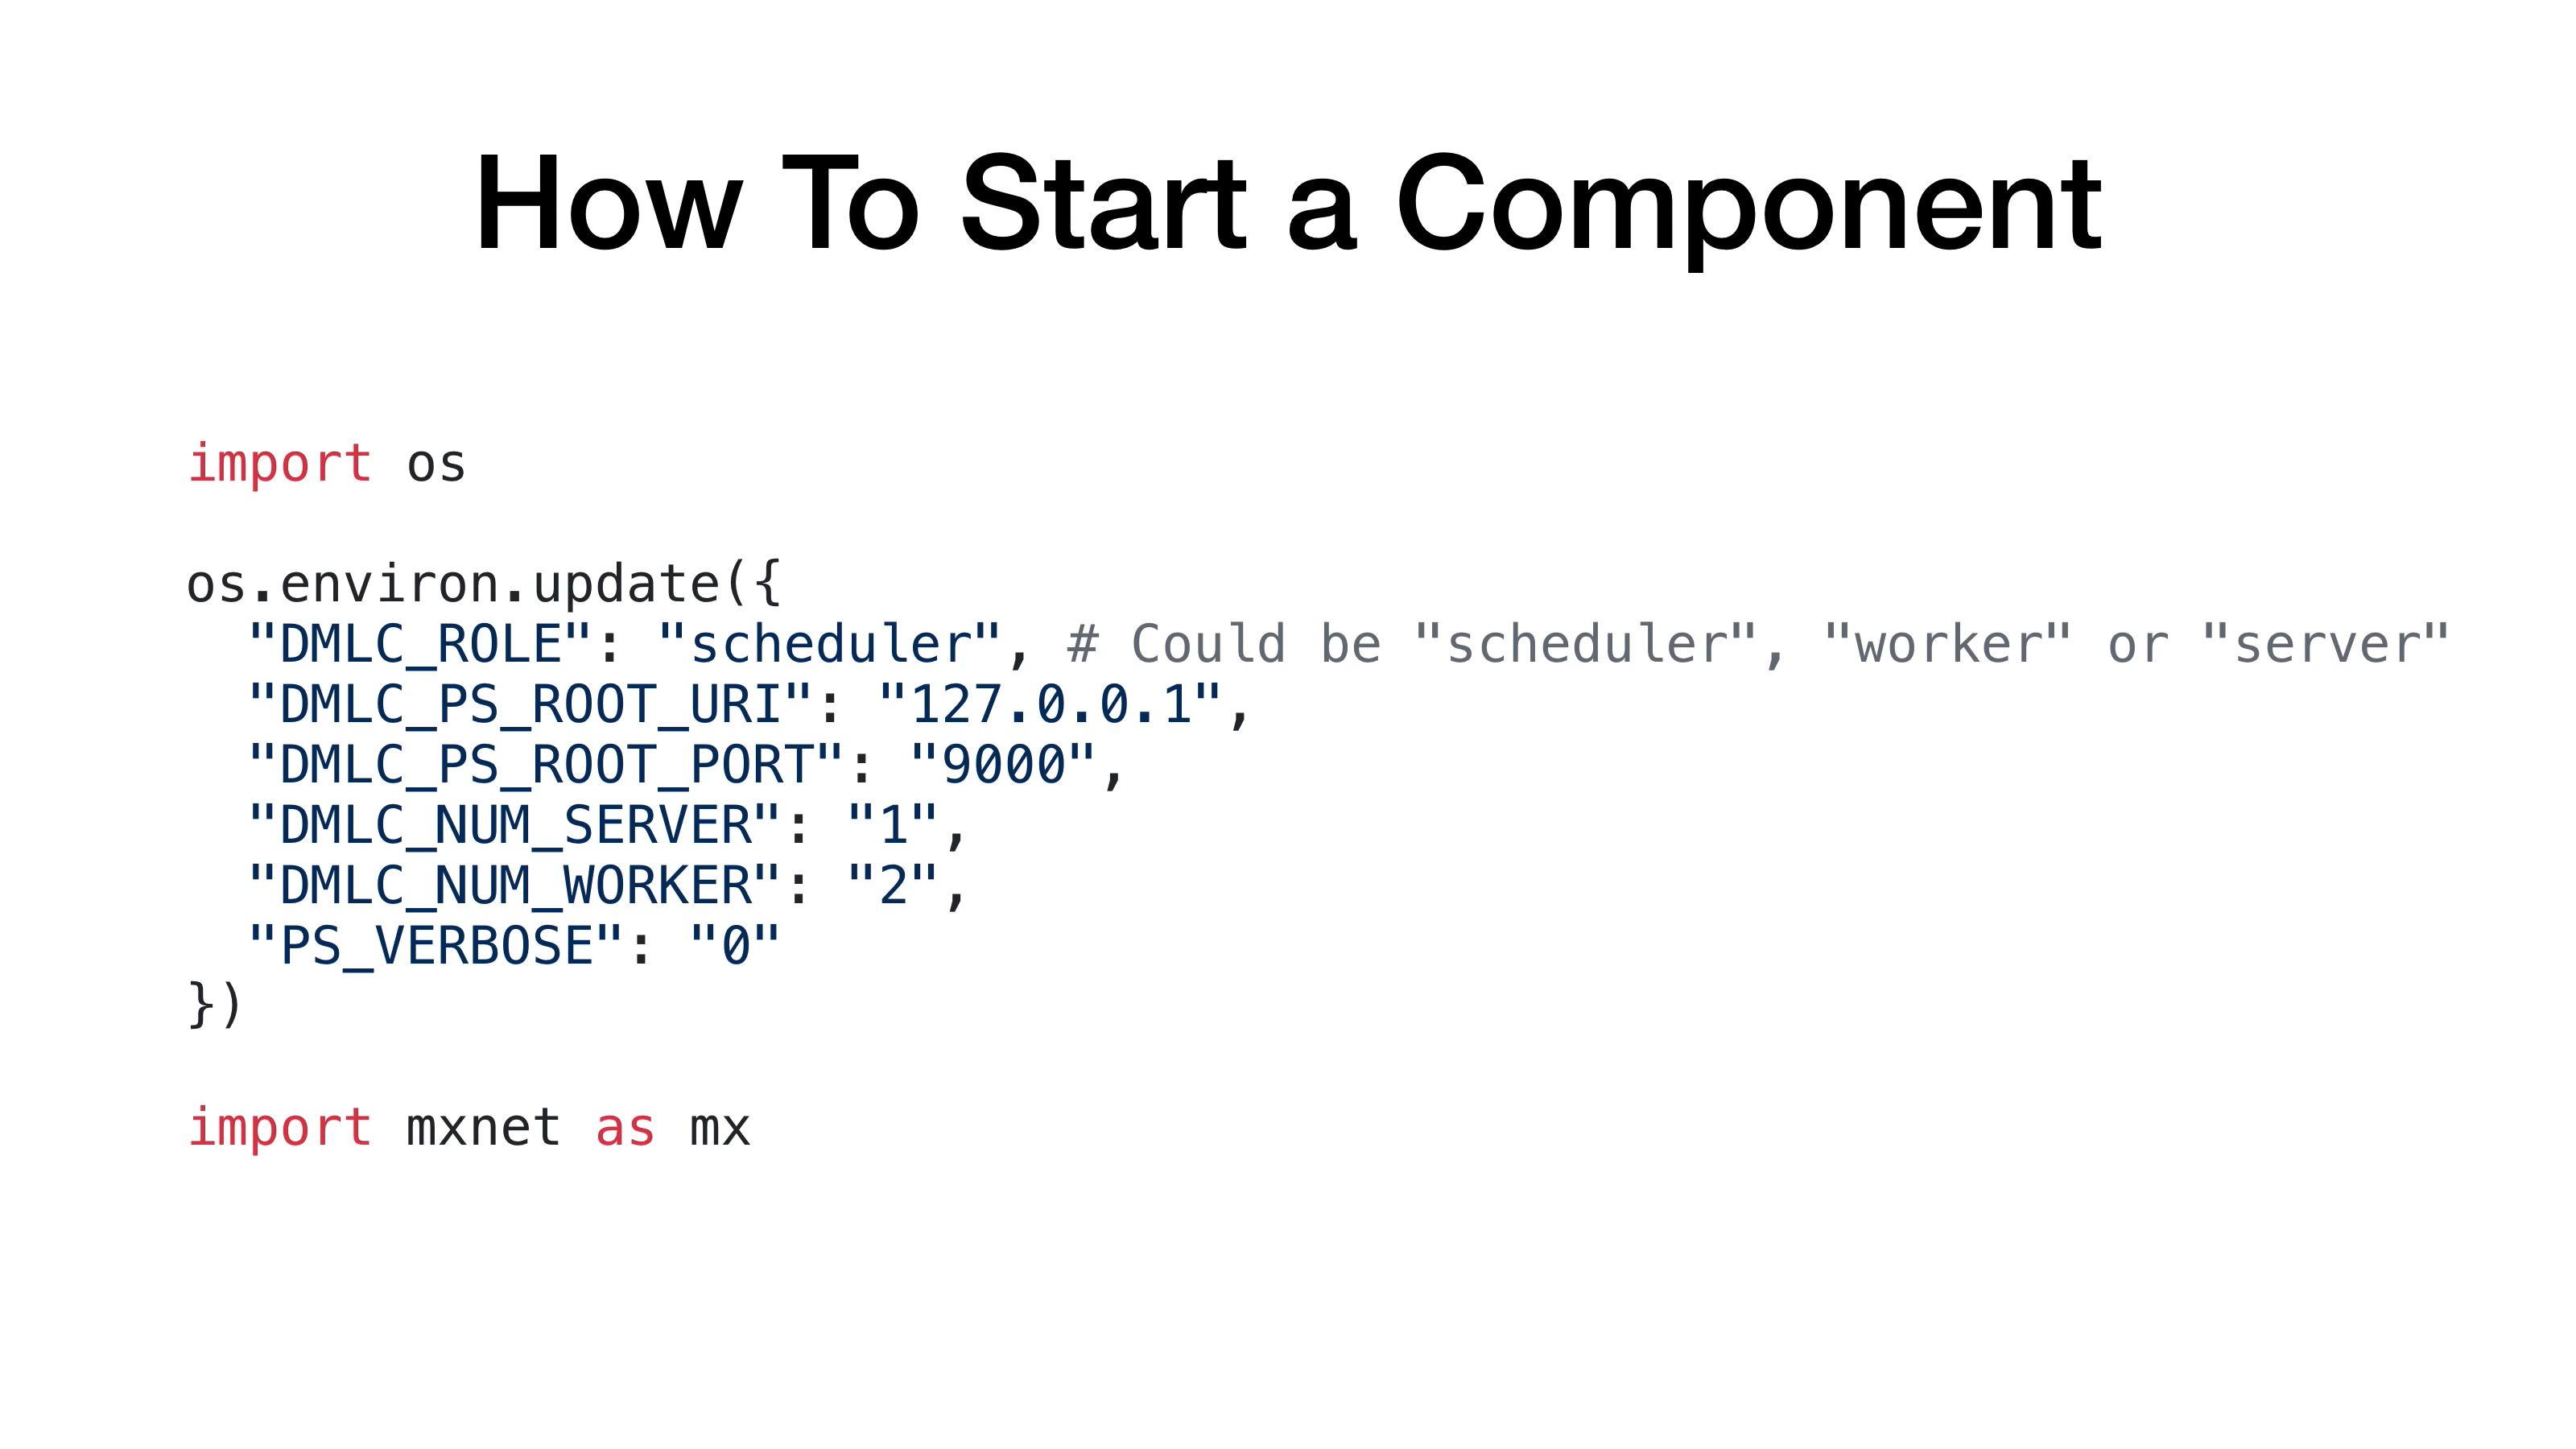 How To Start a Component
import os
os.environ.update({
  "DMLC_ROLE": "scheduler", # Could be "scheduler", "worker" or "server"
  "DMLC_PS_ROOT_URI": "127.0.0.1",
  "DMLC_PS_ROOT_PORT": "9000",
  "DMLC_NUM_SERVER": "1",
  "DMLC_NUM_WORKER": "2",
  "PS_VERBOSE": "0"
})
import mxnet as mx